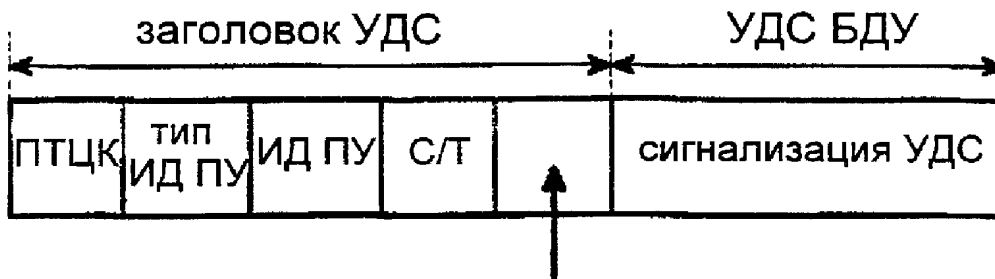 заголовок УДС
УДС БДУ
ПТЦК
тип
ИД ПУ
ИД ПУ
С/Т
сигнализация УДС